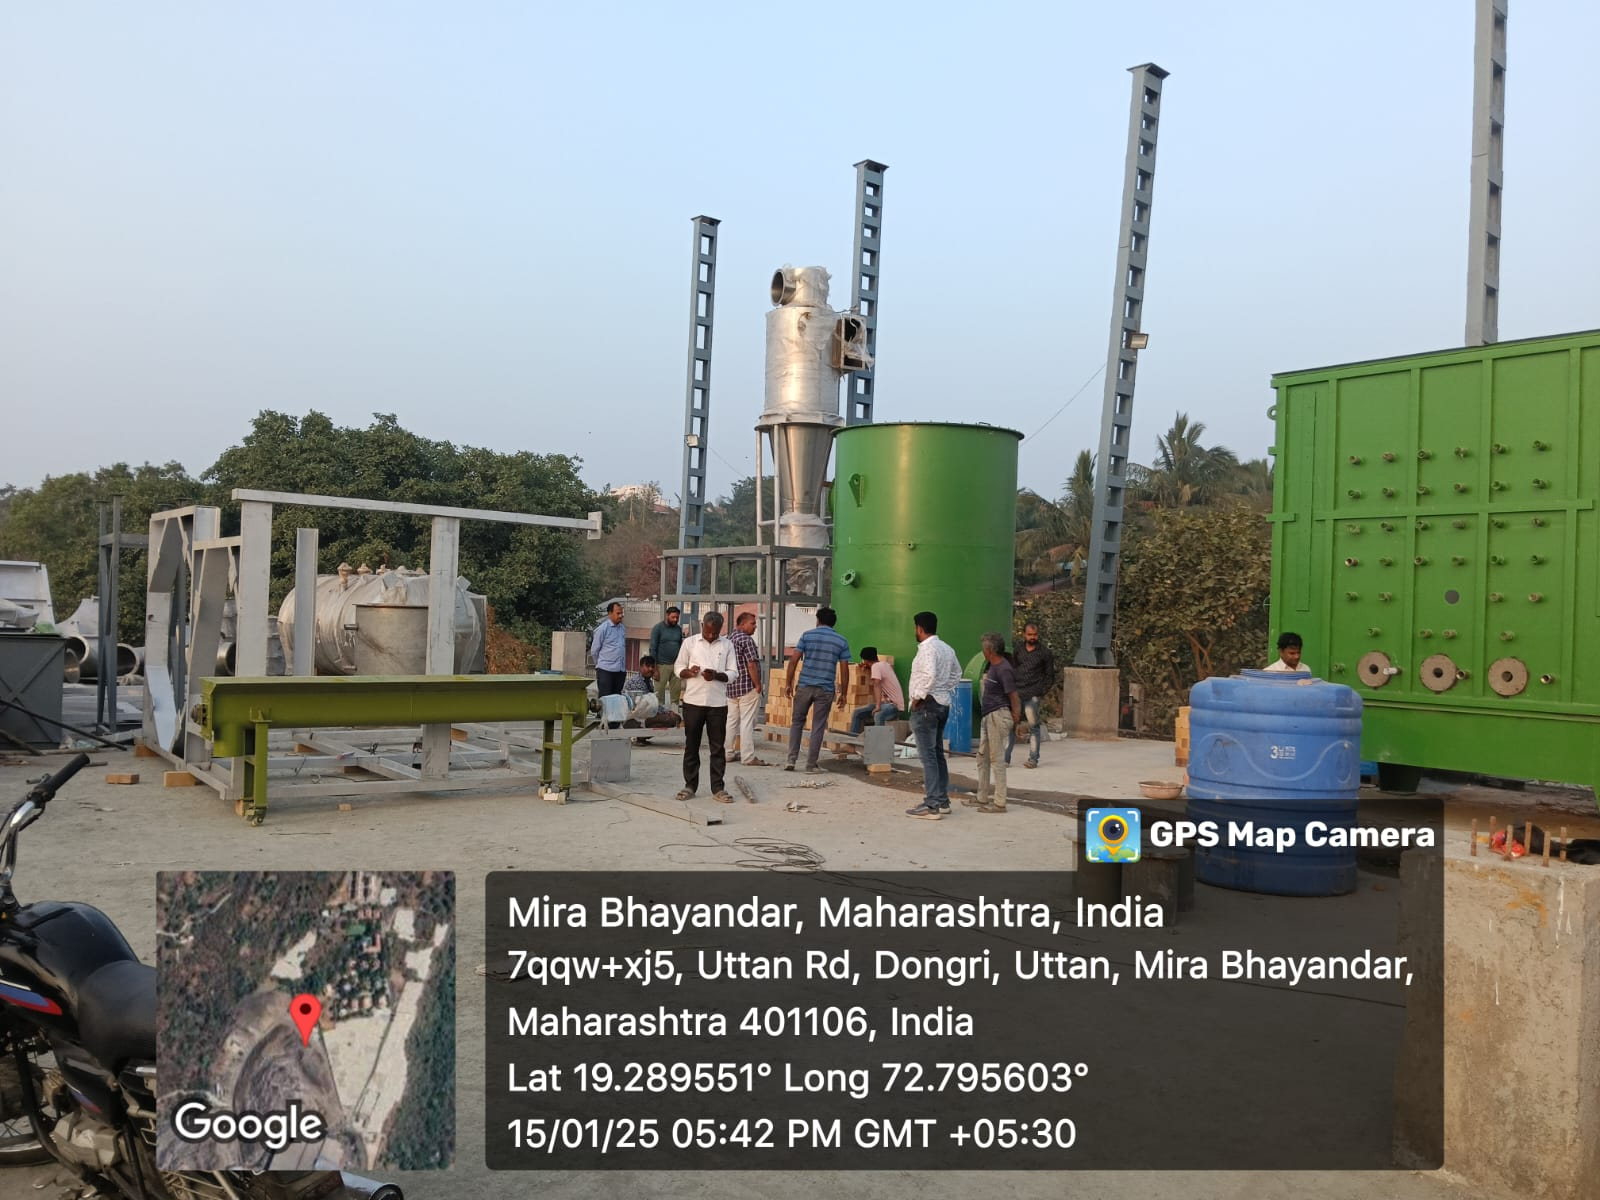 GPS Map Camera
Mira Bhayandar, Maharashtra, India
7qqw+xj5, Uttan Rd, Dongri, Uttan, Mira Bhayandar,
Maharashtra 401106, India
Lat 19.289551° Long 72.795603°
15/01/25 05:42 PM GMT +05:30
Google